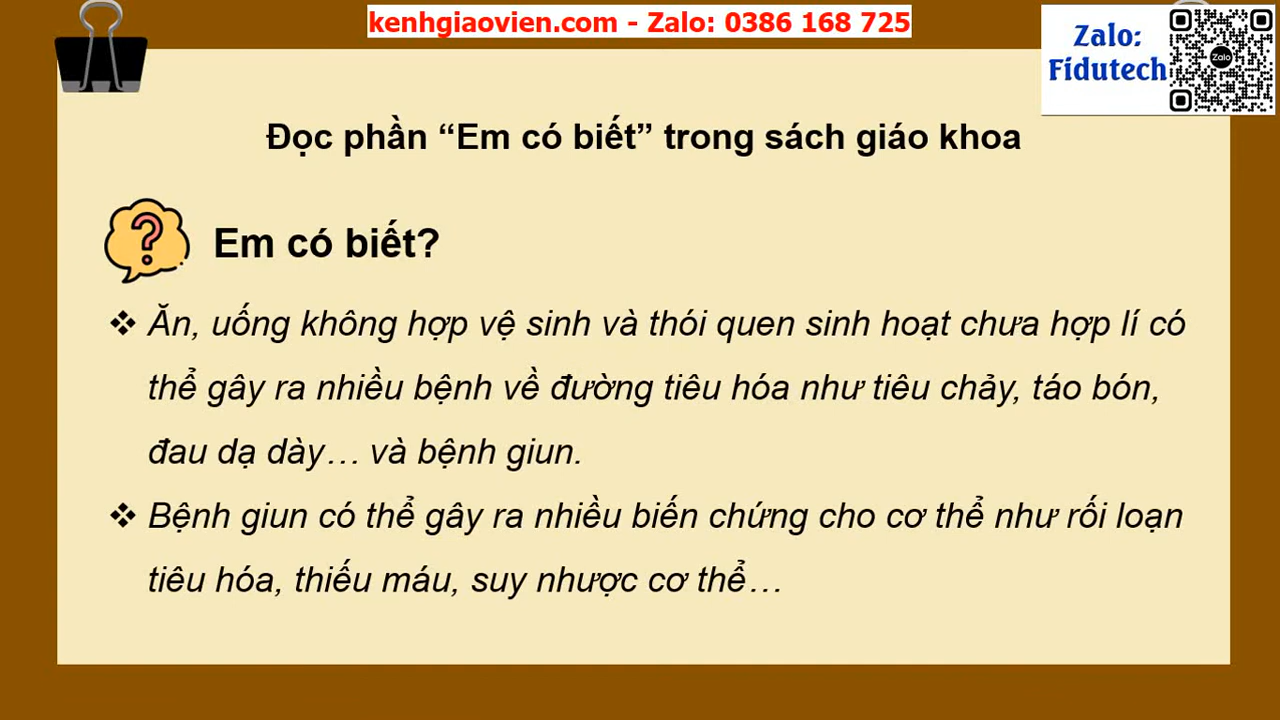 kenhgiaovien.com - Zalo: 0386 168 725
Zalo:
Fidutech
Zalo
Đọc phần “Em có biết” trong sách giáo khoa
Em có biết?
❖ Ăn, uống không hợp vệ sinh và thói quen sinh hoạt chưa hợp lí có
thể gây ra nhiều bệnh về đường tiêu hóa như tiêu chảy, táo bón,
đau dạ dày… và bệnh giun.
❖ Bệnh giun có thể gây ra nhiều biến chứng cho cơ thể như rối loạn
tiêu hóa, thiếu máu, suy nhược cơ thể…